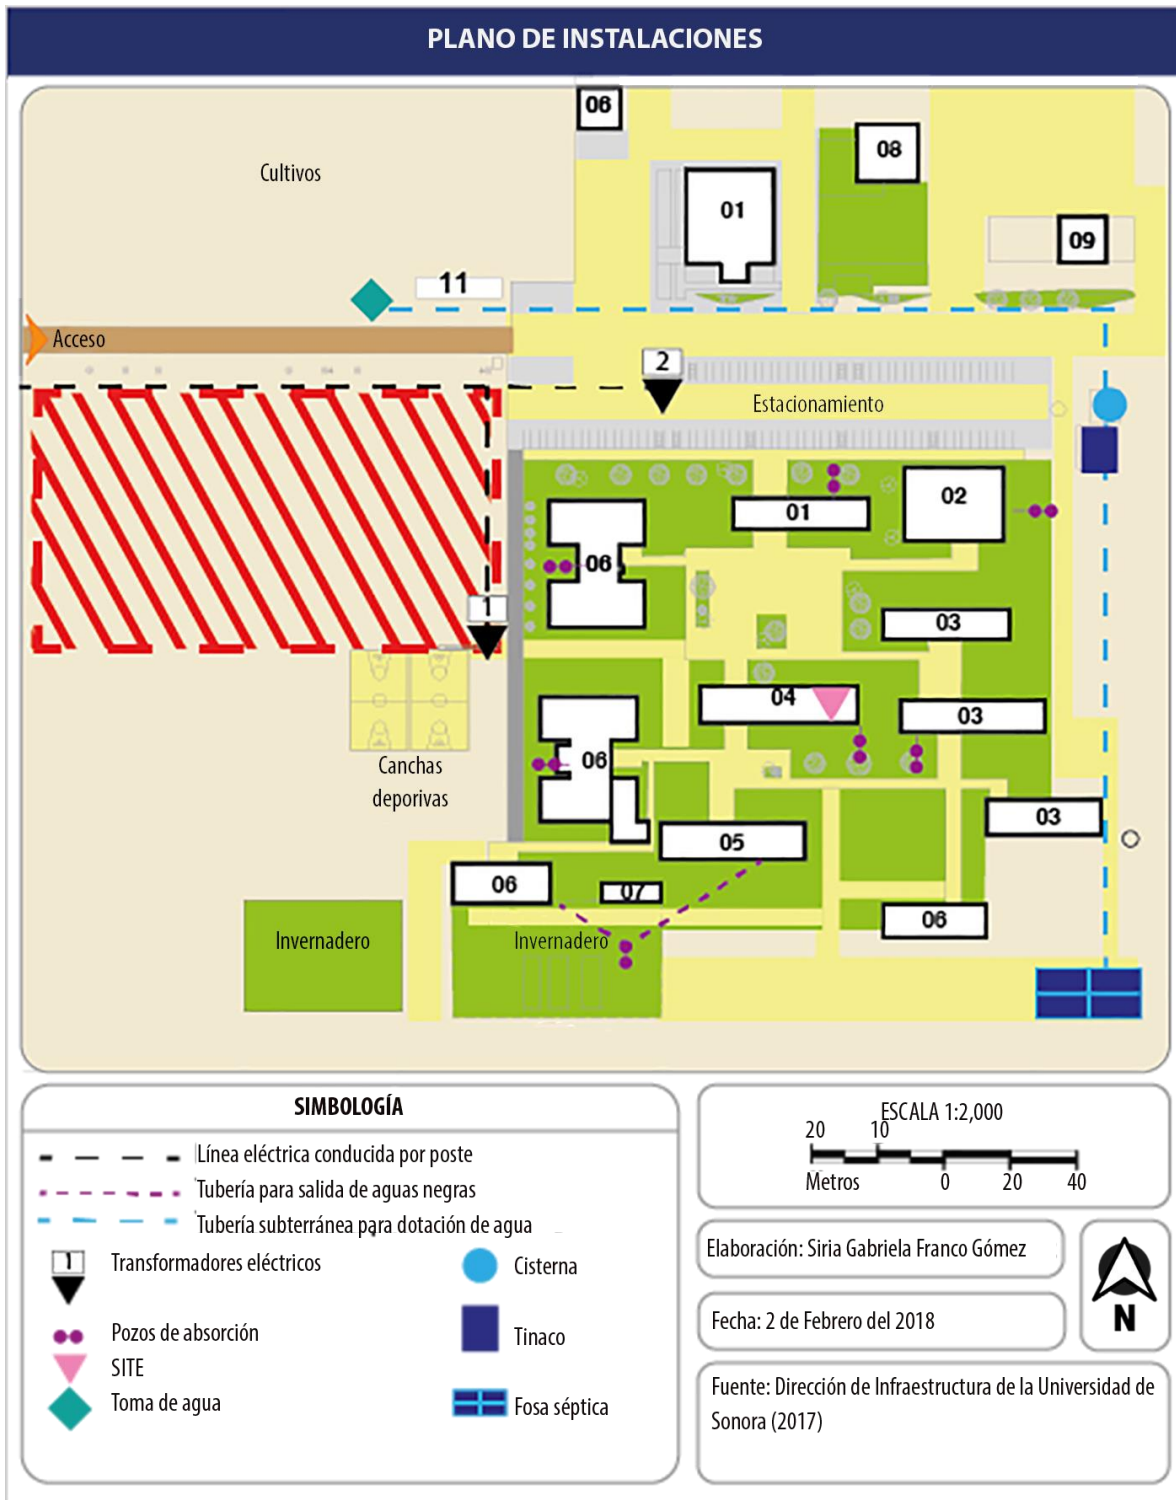 PLANO DE INSTALACIONES
06
Cultivos
08
01
09
11
Acceso
2
Estacionamiento
02
01
06
1
03
04
03
06
Canchas
deporivas
03
05
06
07
06
Invernadero
Invernadero
SIMBOLOGÍA
Línea eléctrica conducida por poste
Tubería para salida de aguas negras
Tubería subterránea para dotación de agua
1
Transformadores eléctricos
Pozos de absorción
SITE
Toma de agua
Cisterna
Tinaco
Fosa séptica
ESCALA 1:2,000
20 10
Metros 0 20 40
Elaboración: Siria Gabriela Franco Gómez
Fecha: 2 de Febrero del 2018
N
Fuente: Dirección de Infraestructura de la Universidad de
Sonora (2017)